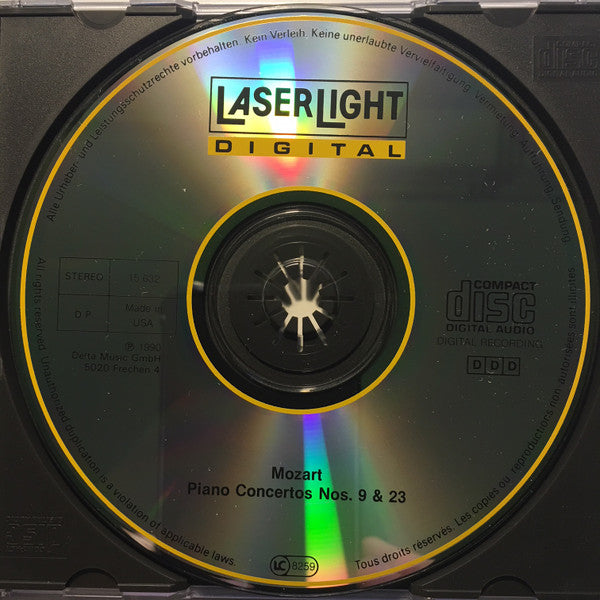 Alle Urheber- und Leistungsschutzrechte vorbehalten. Kein Verleih. Keine unerlaubte Vervielfältigung, Vermietung, Aufführung, Sendung.
LASERLIGHT
DIGITAL
STEREO
15 632
D P
Made in
USA
℗ 1990
Delta Music GmbH
5020 Frechen 4
COMPACT
disc
DIGITAL AUDIO
DIGITAL RECORDING
D D D
Mozart
Piano Concertos Nos. 9 & 23
LC 8259
All rights reserved. Unauthorized duplication is a violation of applicable laws.
Tous droits réservés. Les copies ou reproductions non autorisées sont illicites.
disc